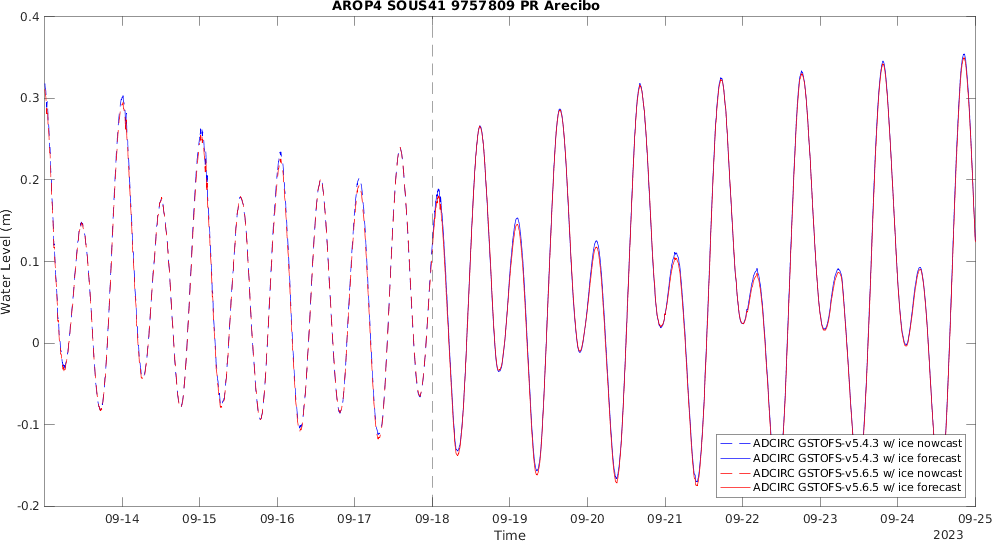 AROP4 SOUS41 9757809 PR Arecibo
0.4
0.3
0.2
0.1
0
-0.1
-0.2
Water Level (m)
ADCIRC GSTOFS-v5.4.3 w/ ice nowcast
ADCIRC GSTOFS-v5.4.3 w/ ice forecast
ADCIRC GSTOFS-v5.6.5 w/ ice nowcast
ADCIRC GSTOFS-v5.6.5 w/ ice forecast
09-14 09-15 09-16 09-17 09-18 09-19 09-20 09-21 09-22 09-23 09-24 09-25
Time
2023